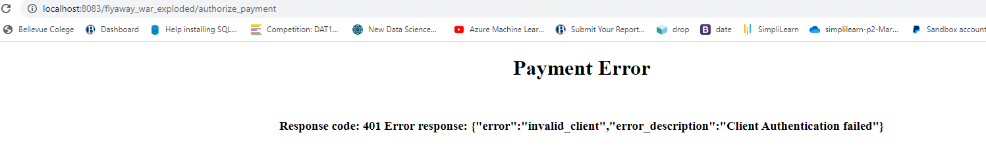 localhost:8083/flyaway_war_exploded/authorize_payment
Bellevue Colege Dashboard Help installing SQL... Competition: DAT1... New Data Science... Azure Machine Lear... Submit Your Report... drop date SimpliLearn simplilearn-p2-Mar... Sandbox account
Payment Error
Response code: 401 Error response: {"error":"invalid_client","error_description":"Client Authentication failed"}